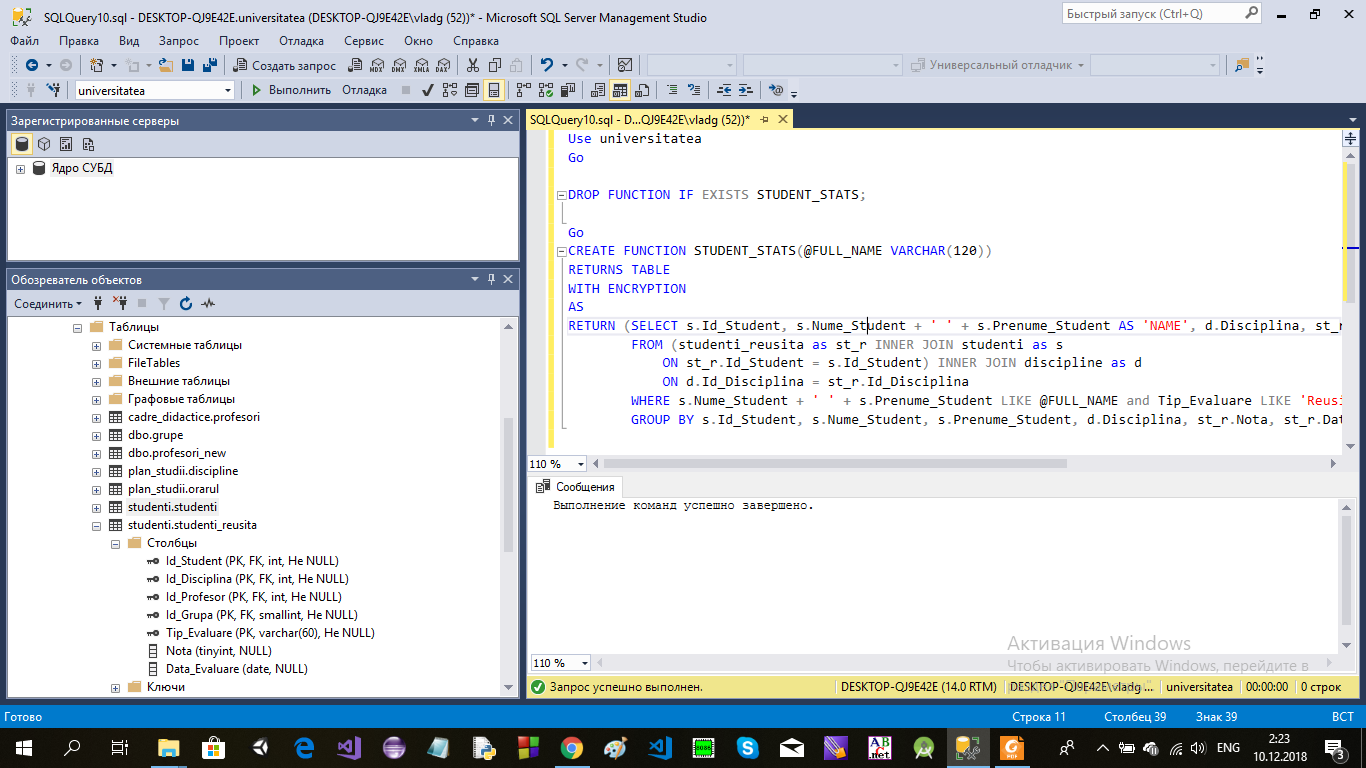 SQLQuery10.sql - DESKTOP-QJ9E42E.universitatea (DESKTOP-QJ9E42E\vladg (52))* - Microsoft SQL Server Management Studio
Быстрый запуск (Ctrl+Q)
Файл Правка Вид Запрос Проект Отладка Сервис Окно Справка
Создать запрос MDX DMX XMLA DAX Универсальный отладчик
universitatea Выполнить Отладка
Зарегистрированные серверы
Ядро СУБД
Обозреватель объектов
Соединить
Таблицы
Системные таблицы
FileTables
Внешние таблицы
Графовые таблицы
cadre_didactice.profesori
dbo.grupe
dbo.profesori_new
plan_studii.discipline
plan_studii.orarul
studenti.studenti
studenti.studenti_reusita
Столбцы
Id_Student (PK, FK, int, Не NULL)
Id_Disciplina (PK, FK, int, Не NULL)
Id_Profesor (PK, FK, int, Не NULL)
Id_Grupa (PK, FK, smallint, Не NULL)
Tip_Evaluare (PK, varchar(60), Не NULL)
Nota (tinyint, NULL)
Data_Evaluare (date, NULL)
Ключи
SQLQuery10.sql - D...QJ9E42E\vladg (52))*
Use universitatea
Go
DROP FUNCTION IF EXISTS STUDENT_STATS;
Go
CREATE FUNCTION STUDENT_STATS(@FULL_NAME VARCHAR(120))
RETURNS TABLE
WITH ENCRYPTION
AS
RETURN (SELECT s.Id_Student, s.Nume_Student + ' ' + s.Prenume_Student AS 'NAME', d.Disciplina, st_r
FROM (studenti_reusita as st_r INNER JOIN studenti as s
ON st_r.Id_Student = s.Id_Student) INNER JOIN discipline as d
ON d.Id_Disciplina = st_r.Id_Disciplina
WHERE s.Nume_Student + ' ' + s.Prenume_Student LIKE @FULL_NAME and Tip_Evaluare LIKE 'Reusi
GROUP BY s.Id_Student, s.Nume_Student, s.Prenume_Student, d.Disciplina, st_r.Nota, st_r.Dat
110 %
Сообщения
Выполнение команд успешно завершено.
Активация Windows
Чтобы активировать Windows, перейдите в
110 %
Запрос успешно выполнен. DESKTOP-QJ9E42E (14.0 RTM) DESKTOP-QJ9E42E\vladg ... universitatea 00:00:00 0 строк
Готово Строка 11 Столбец 39 Знак 39 ВСТ
ENG
2:23
10.12.2018
3